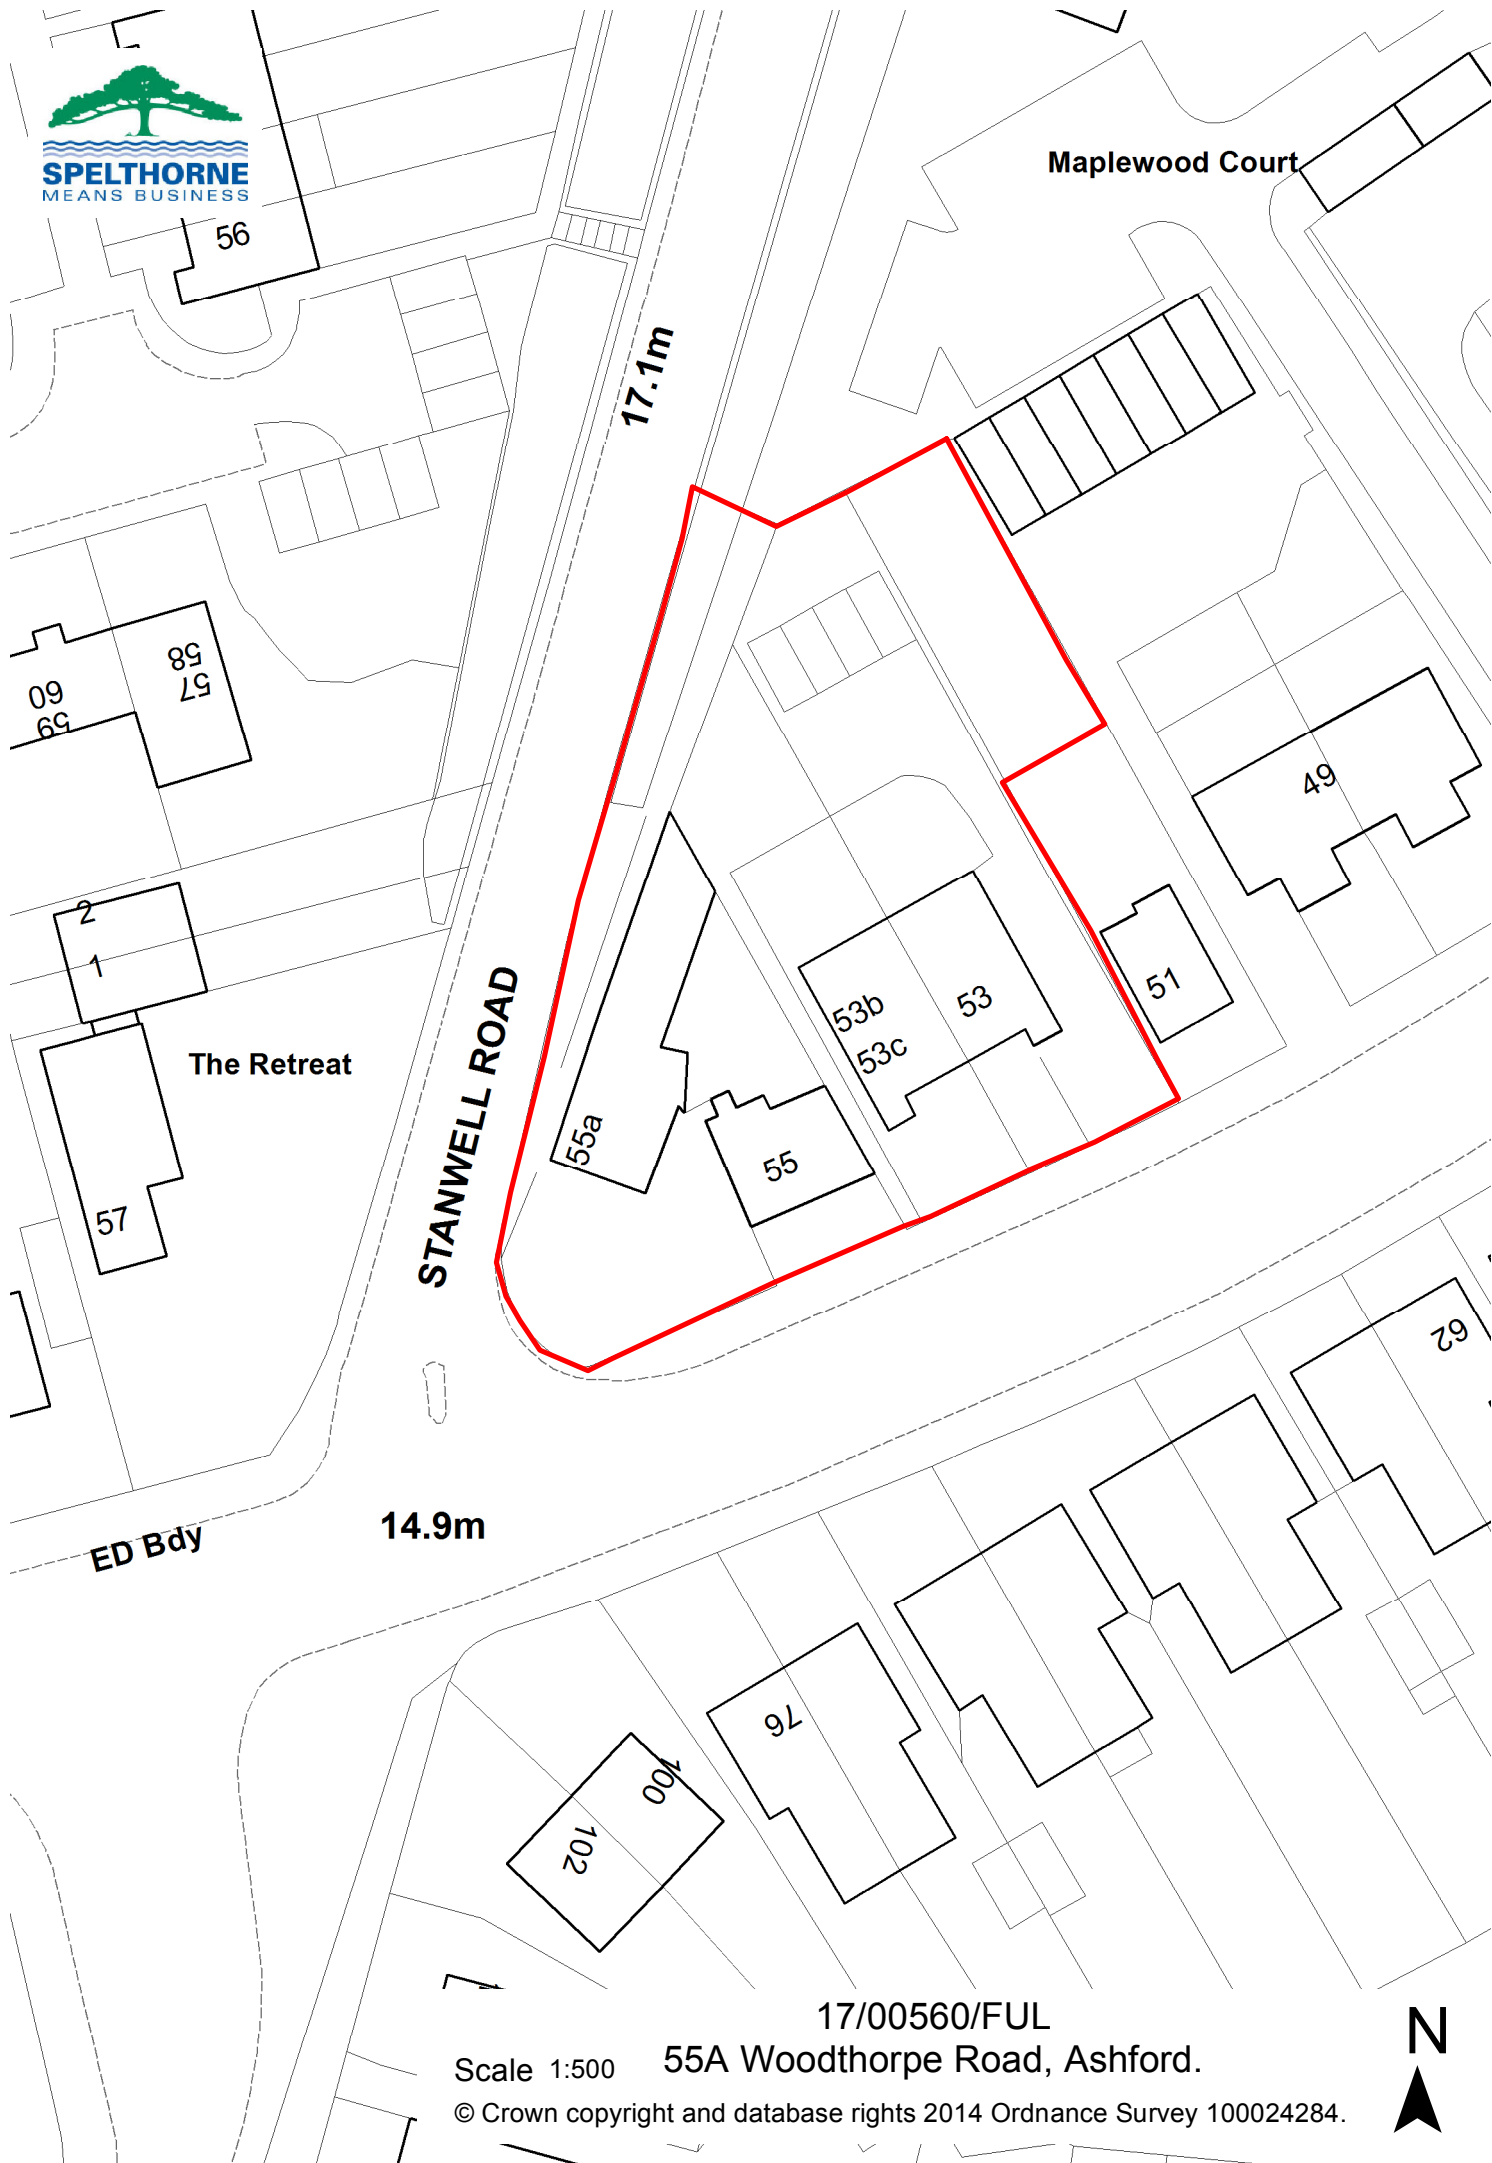 SPELTHORNE
MEANS BUSINESS
Maplewood Court
56
17.1m
58
57
60
59
49
2
1
51
53b
53
53c
STANWELL ROAD
The Retreat
55a
55
57
62
14.9m
ED Bdy
76
100
102
17/00560/FUL
55A Woodthorpe Road, Ashford.
Scale 1:500
© Crown copyright and database rights 2014 Ordnance Survey 100024284.
N